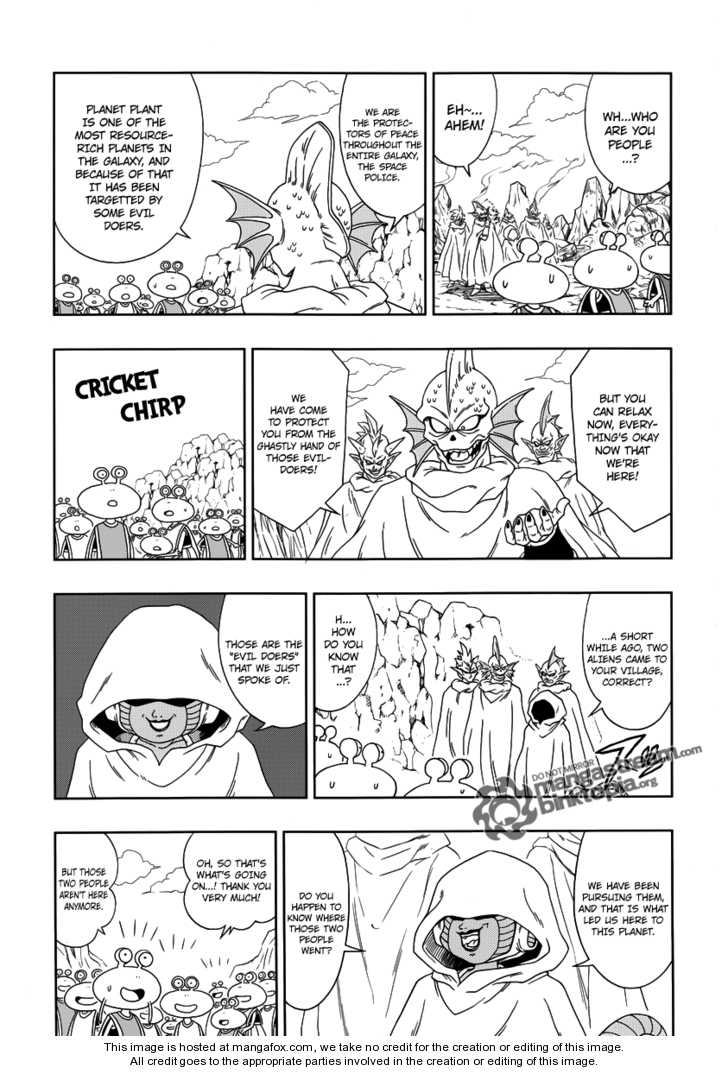 WH...WHO
ARE YOU
PEOPLE
...?
EH~...
AHEM!
WE ARE
THE PROTEC-
TORS OF PEACE
THROUGHOUT THE
ENTIRE GALAXY,
THE SPACE
POLICE.
PLANET PLANT
IS ONE OF THE
MOST RESOURCE-
RICH PLANETS IN
THE GALAXY, AND
BECAUSE OF THAT
IT HAS BEEN
TARGETTED BY
SOME EVIL
DOERS.
BUT YOU
CAN RELAX
NOW, EVERY-
THING'S OKAY
NOW THAT
WE'RE
HERE!
WE
HAVE COME
TO PROTECT
YOU FROM THE
GHASTLY HAND OF
THOSE EVIL-
DOERS!
CRICKET
CHIRP
...A SHORT
WHILE AGO, TWO
ALIENS CAME TO
YOUR VILLAGE,
CORRECT?
H...
HOW
DO YOU
KNOW
THAT
...?
THOSE ARE THE
"EVIL DOERS"
THAT WE JUST
SPOKE OF.
DO NOT MIRROR
mangastream.com
binktopia.org
WE HAVE BEEN
PURSUING THEM,
AND THAT IS WHAT
LED US HERE TO
THIS PLANET.
DO YOU
HAPPEN TO
KNOW WHERE
THOSE TWO
PEOPLE
WENT?
OH, SO THAT'S
WHAT'S GOING
ON...! THANK YOU
VERY MUCH!
BUT THOSE
TWO PEOPLE
AREN'T HERE
ANYMORE.
This image is hosted at mangafox.com, we take no credit for the creation or editing of this image.
All credit goes to the appropriate parties involved in the creation or editing of this image.